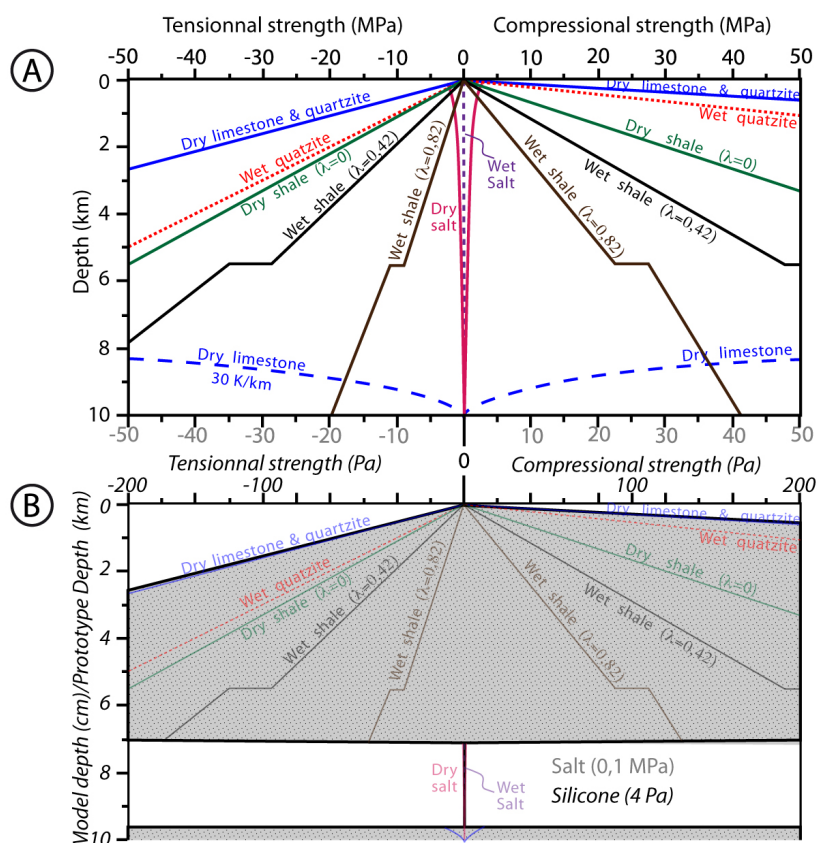 Tensionnal strength (MPa) Compressional strength (MPa)
-50 -40 -30 -20 -10 0 10 20 30 40 50
A
Depth (km)
0
2
4
6
8
10
Dry limestone & quartzite
Wet quatzite
Dry shale (λ=0)
Wet shale (λ=0,42)
Wet shale (λ=0,82)
Dry
salt
Wet
Salt
Wet shale (λ=0,82)
Wet shale (λ=0,42)
Dry shale (λ=0)
Wet quatzite
Dry limestone & quartzite
Dry limestone
30 K/km
Dry limestone
-50 -40 -30 -20 -10 0 10 20 30 40 50
Tensionnal strength (Pa) 0 Compressional strength (Pa)
-200 -100 100 200
B
Model depth (cm)/Prototype Depth (km)
0
2
4
6
8
10
Dry limestone & quartzite
Wet quatzite
Dry shale (λ=0)
Wet shale (λ=0,42)
Wet shale (λ=0,82)
Wet shale (λ=0,82)
Wet shale (λ=0,42)
Dry shale (λ=0)
Wet quatzite
Dry limestone & quartzite
Dry
salt
Wet
Salt
Salt (0,1 MPa)
Silicone (4 Pa)